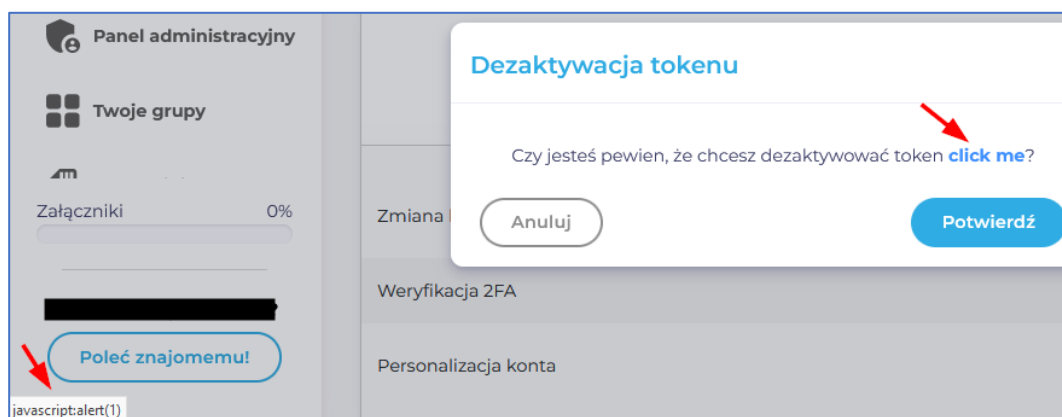 Panel administracyjny
Twoje grupy
Załączniki 0%
Poleć znajomemu!
javascript:alert(1)
Dezaktywacja tokenu
Czy jesteś pewien, że chcesz dezaktywować token click me?
Anuluj
Potwierdź
Zmiana
Weryfikacja 2FA
Personalizacja konta